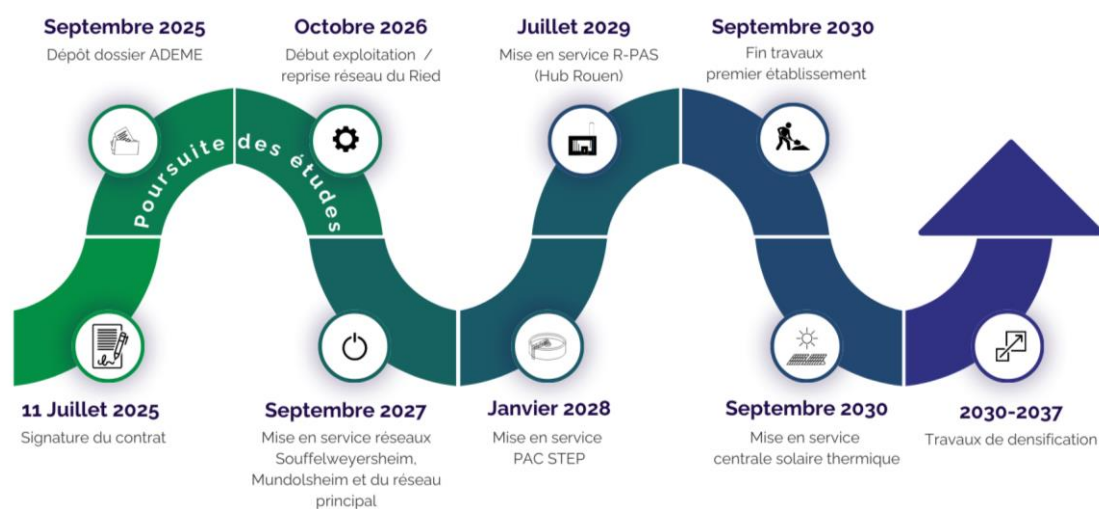 Septembre 2025
Dépôt dossier ADEME
Octobre 2026
Début exploitation /
reprise réseau du Ried
Juillet 2029
Mise en service R-PAS
(Hub Rouen)
Septembre 2030
Fin travaux
premier établissement
Poursuite des études
11 Juillet 2025
Signature du contrat
Septembre 2027
Mise en service réseaux
Souffelweyersheim,
Mundolsheim et du réseau
principal
Janvier 2028
Mise en service
PAC STEP
Septembre 2030
Mise en service
centrale solaire thermique
2030-2037
Travaux de densification